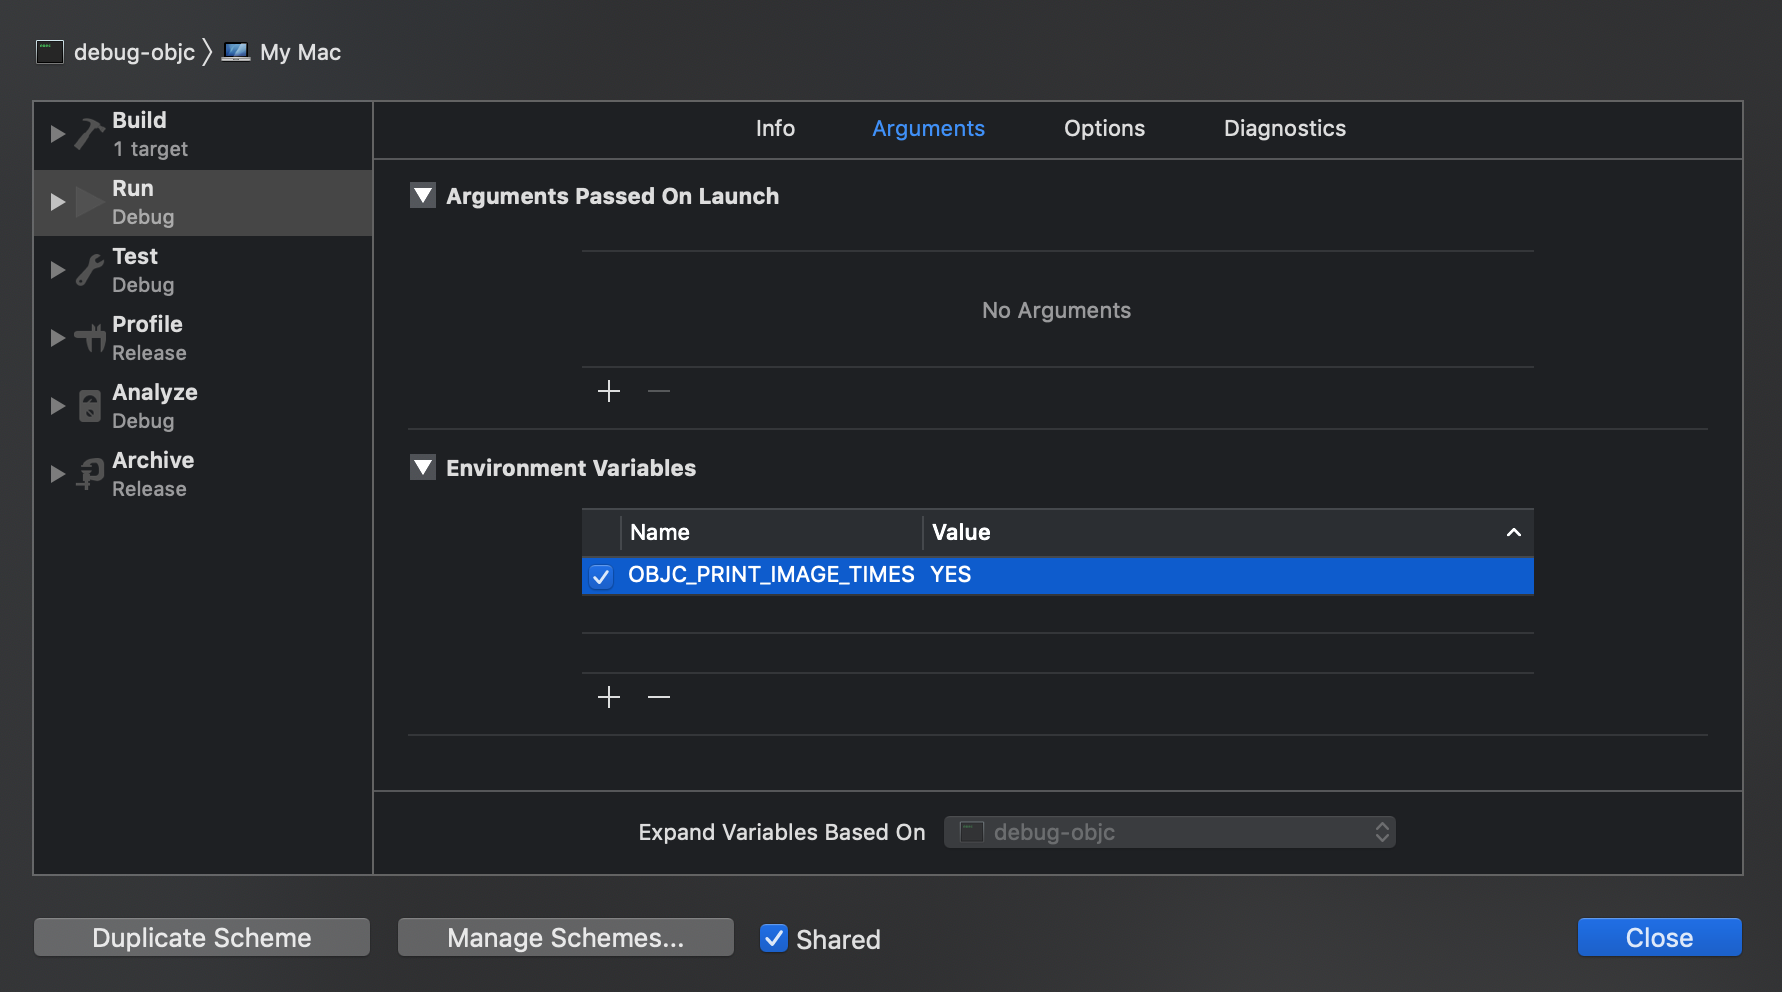 debug-objc 〉 My Mac
Build
1 target
Run
Debug
Test
Debug
Profile
Release
Analyze
Debug
Archive
Release
Info Arguments Options Diagnostics
Arguments Passed On Launch
No Arguments
Environment Variables
Name Value
OBJC_PRINT_IMAGE_TIMES YES
Expand Variables Based On debug-objc
Duplicate Scheme Manage Schemes... Shared Close